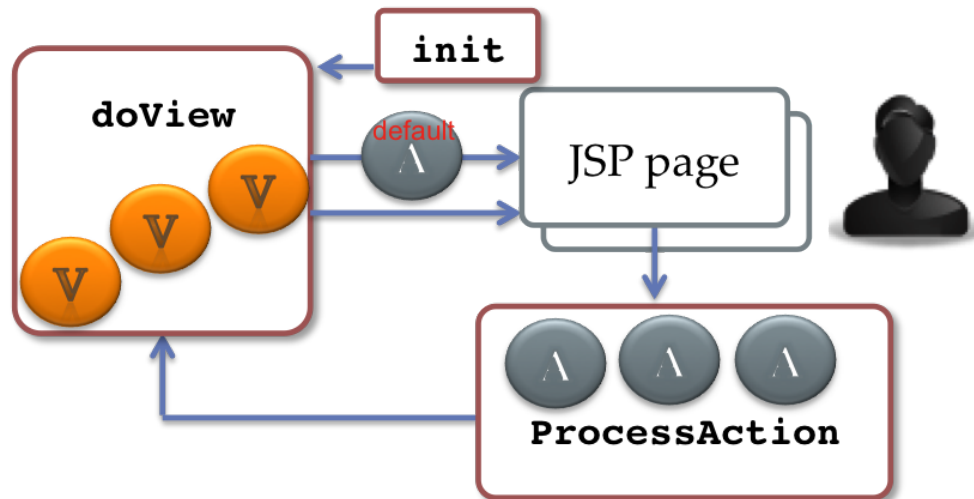 init
doView
default
Λ
JSP page
V
V
V
Λ
Λ
Λ
ProcessAction